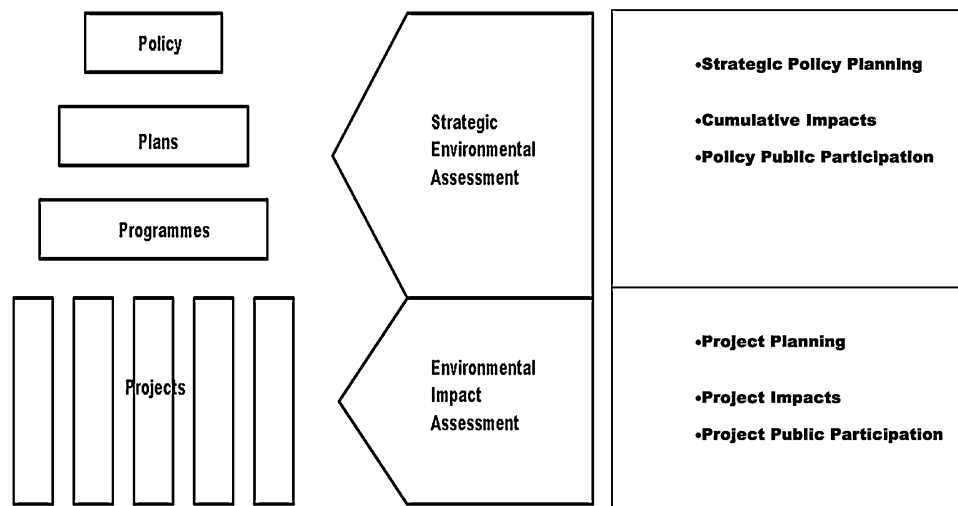 Policy
Plans
Programmes
Projects
Strategic
Environmental
Assessment
Environmental
Impact
Assessment
•Strategic Policy Planning
•Cumulative Impacts
•Policy Public Participation
•Project Planning
•Project Impacts
•Project Public Participation